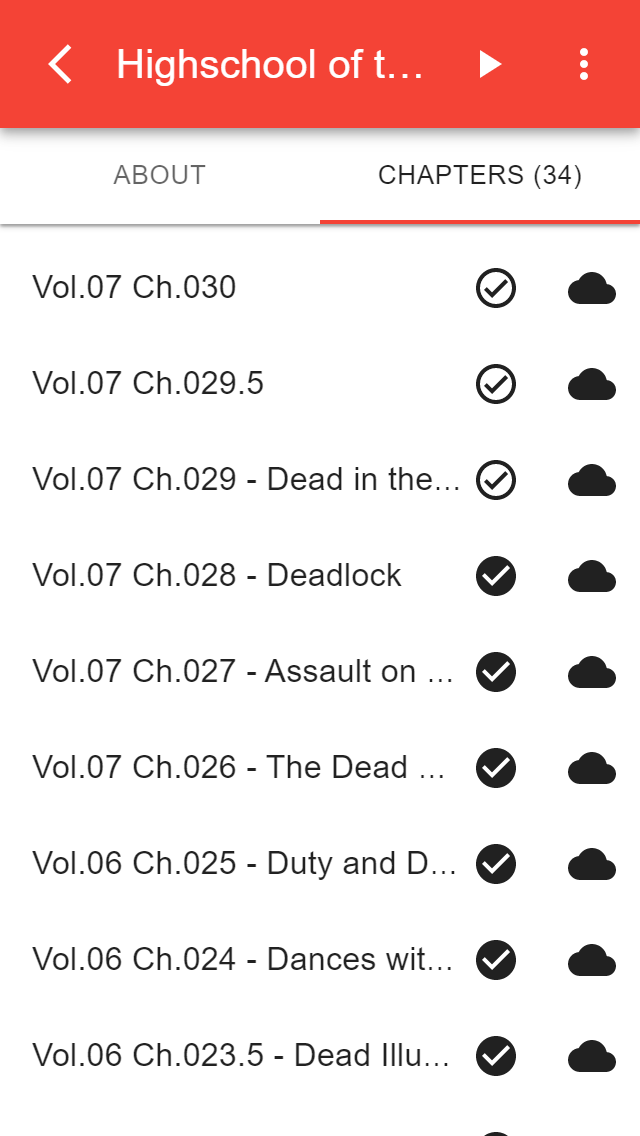 Highschool of t...
ABOUT
CHAPTERS (34)
Vol.07 Ch.030
Vol.07 Ch.029.5
Vol.07 Ch.029 - Dead in the...
Vol.07 Ch.028 - Deadlock
Vol.07 Ch.027 - Assault on ...
Vol.07 Ch.026 - The Dead ...
Vol.06 Ch.025 - Duty and D...
Vol.06 Ch.024 - Dances wit...
Vol.06 Ch.023.5 - Dead Illu...